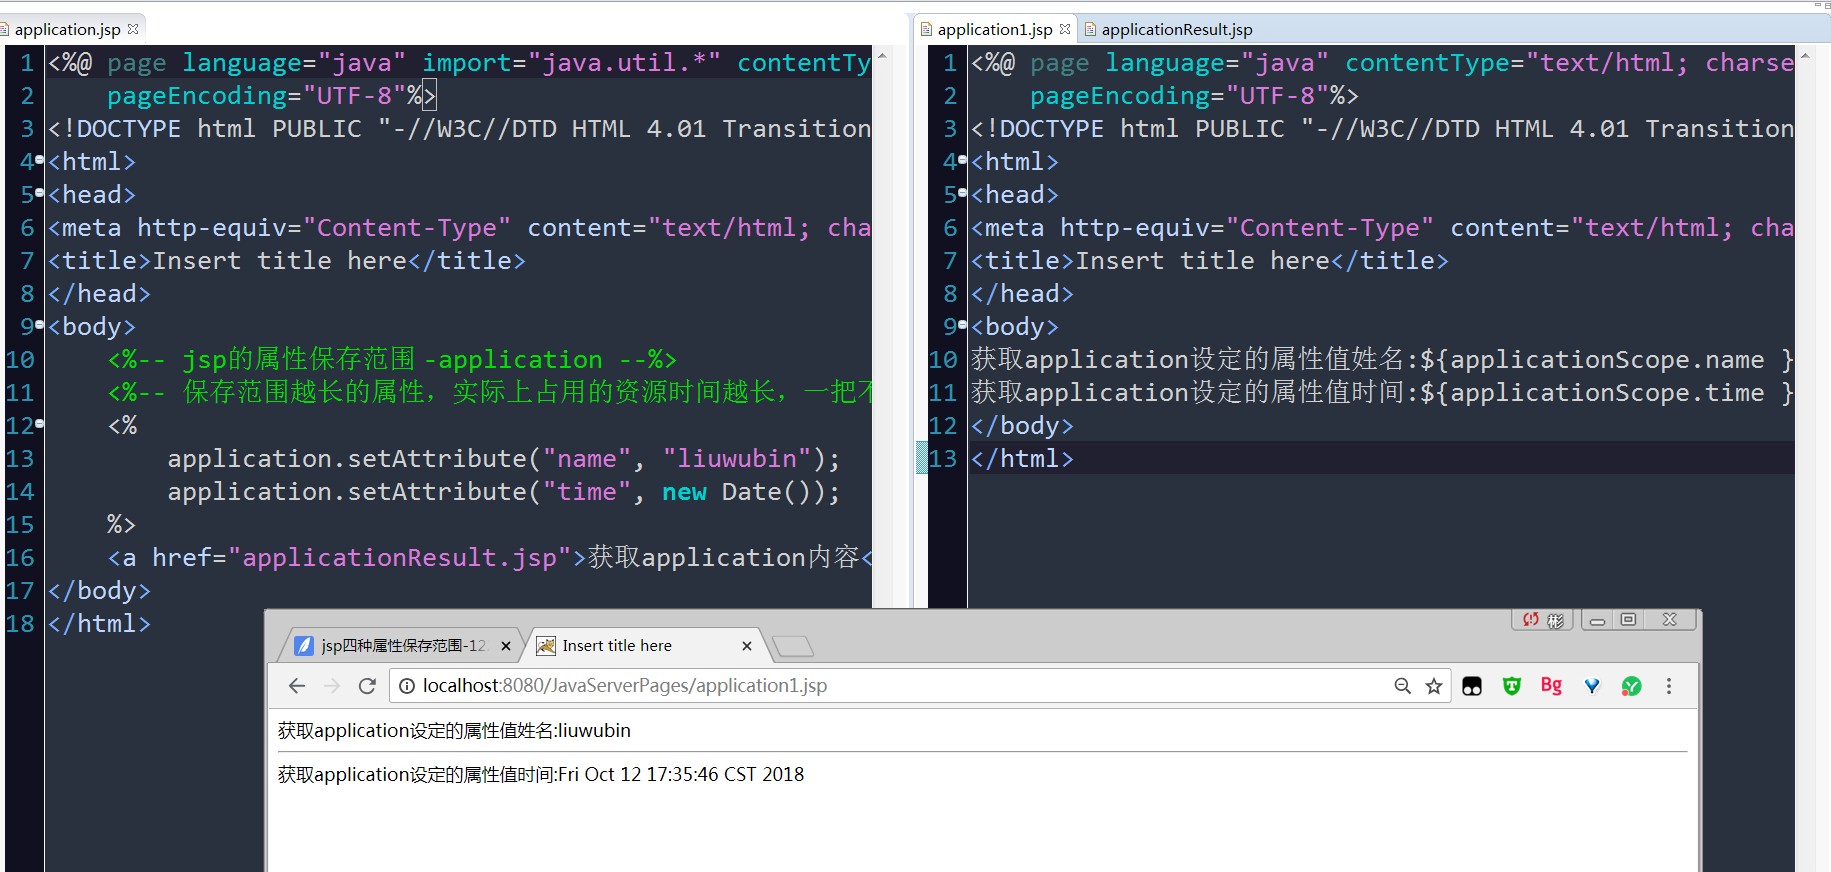 application.jsp
1 <%@ page language="java" import="java.util.*" contentTy
2 pageEncoding="UTF-8"%>
3 <!DOCTYPE html PUBLIC "-//W3C//DTD HTML 4.01 Transition
4 <html>
5 <head>
6 <meta http-equiv="Content-Type" content="text/html; cha
7 <title>Insert title here</title>
8 </head>
9 <body>
10 <%-- jsp的属性保存范围 -application --%>
11 <%-- 保存范围越长的属性，实际上占用的资源时间越长，一把不
12 <%
13 application.setAttribute("name", "liuwubin");
14 application.setAttribute("time", new Date());
15 %>
16 <a href="applicationResult.jsp">获取application内容<
17 </body>
18 </html>
application1.jsp applicationResult.jsp
1 <%@ page language="java" contentType="text/html; charse
2 pageEncoding="UTF-8"%>
3 <!DOCTYPE html PUBLIC "-//W3C//DTD HTML 4.01 Transition
4 <html>
5 <head>
6 <meta http-equiv="Content-Type" content="text/html; cha
7 <title>Insert title here</title>
8 </head>
9 <body>
10 获取application设定的属性值姓名:${applicationScope.name }
11 获取application设定的属性值时间:${applicationScope.time }
12 </body>
13 </html>
彬
jsp四种属性保存范围-12 Insert title here
localhost:8080/JavaServerPages/application1.jsp Bg
获取application设定的属性值姓名:liuwubin
获取application设定的属性值时间:Fri Oct 12 17:35:46 CST 2018